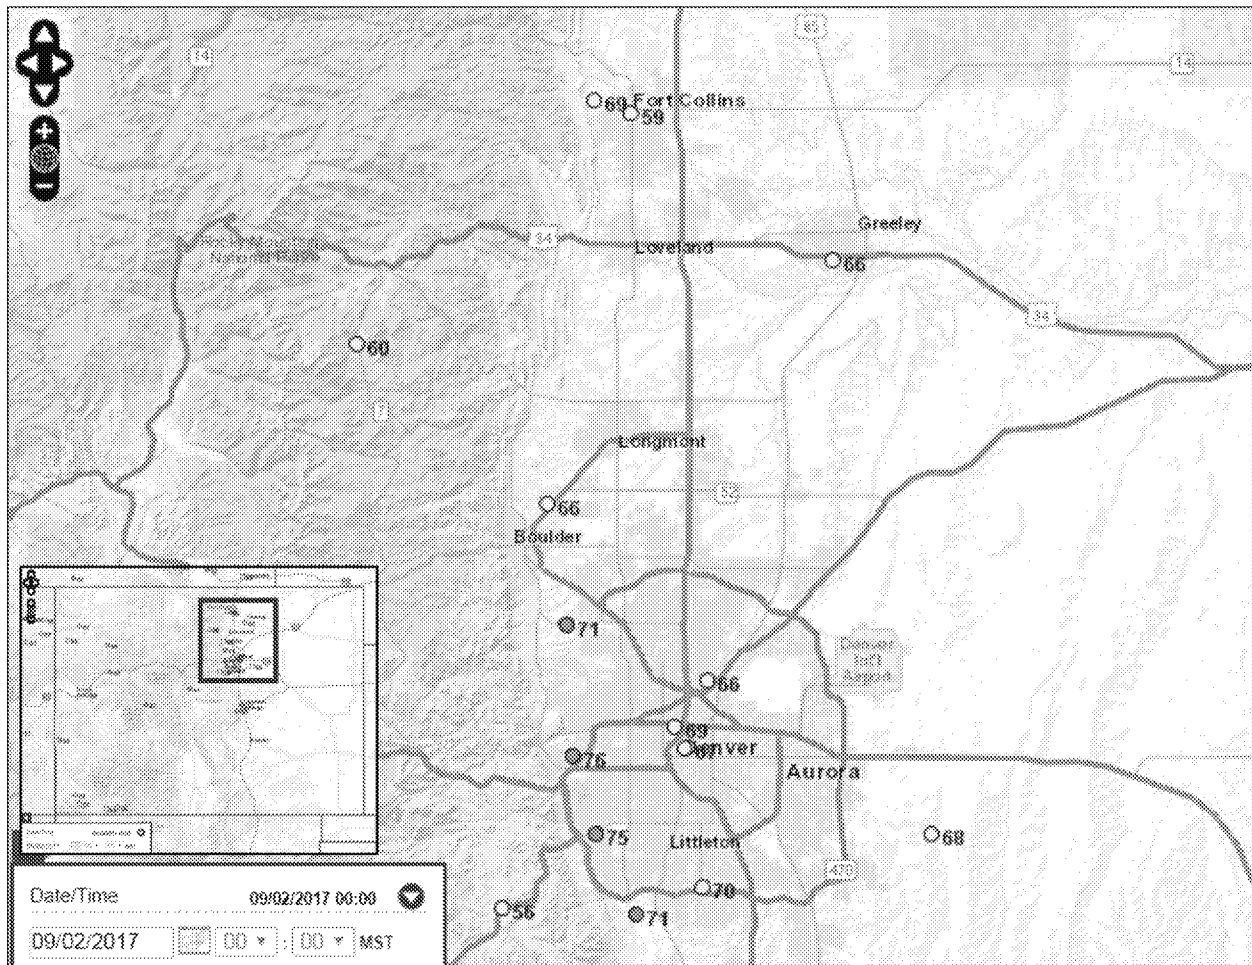 85
14
14
69 Fort Collins
59
Greeley
34
Loveland
66
34
60
7
Longmont
52
66
Boulder
71
Denver
Int'l
Airport
66
69
Denver
76
Aurora
75
Littleton
68
470
70
56
71
Date/Time
09/02/2017 00:00
09/02/2017
00
:
00
MST